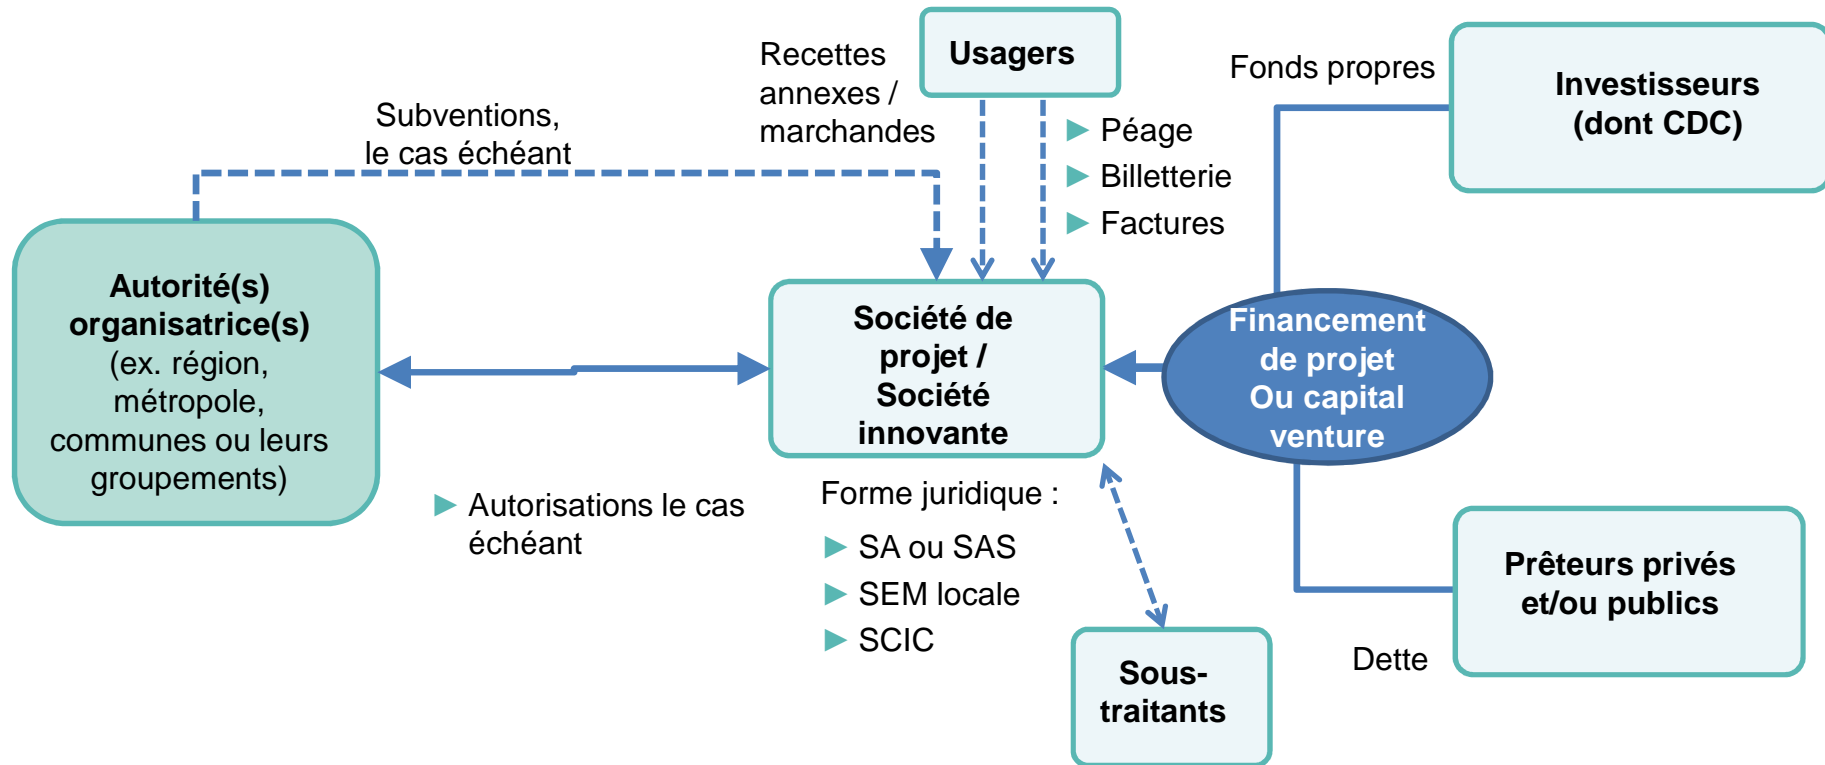 Usagers
Recettes
annexes /
marchandes
Fonds propres
Investisseurs
(dont CDC)
Subventions,
le cas échéant
► Péage
► Billetterie
► Factures
Autorité(s)
organisatrice(s)
(ex. région,
métropole,
communes ou leurs
groupements)
Société de
projet /
Société
innovante
Financement
de projet
Ou capital
venture
► Autorisations le cas
échéant
Forme juridique :
► SA ou SAS
► SEM locale
► SCIC
Prêteurs privés
et/ou publics
Dette
Sous-
traitants